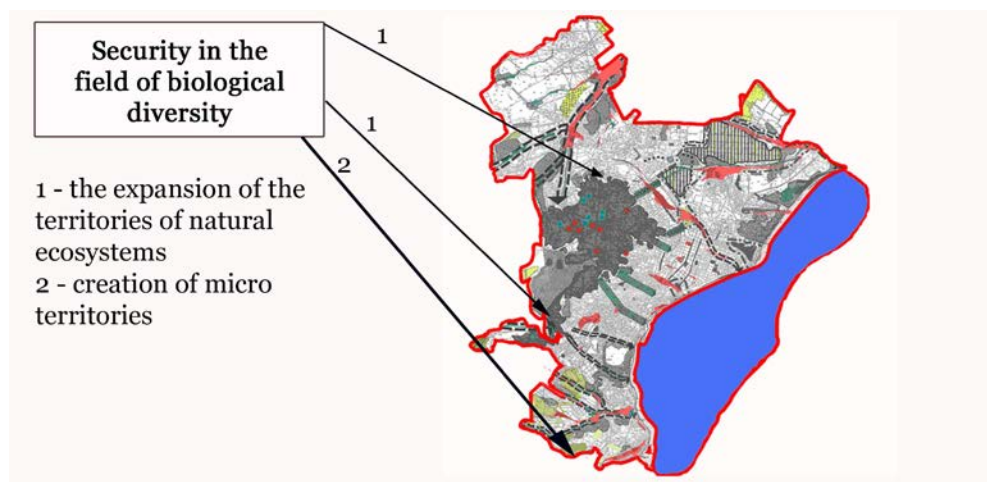 Security in the
field of biological
diversity
1
1
2
1 - the expansion of the
territories of natural
ecosystems
2 - creation of micro
territories